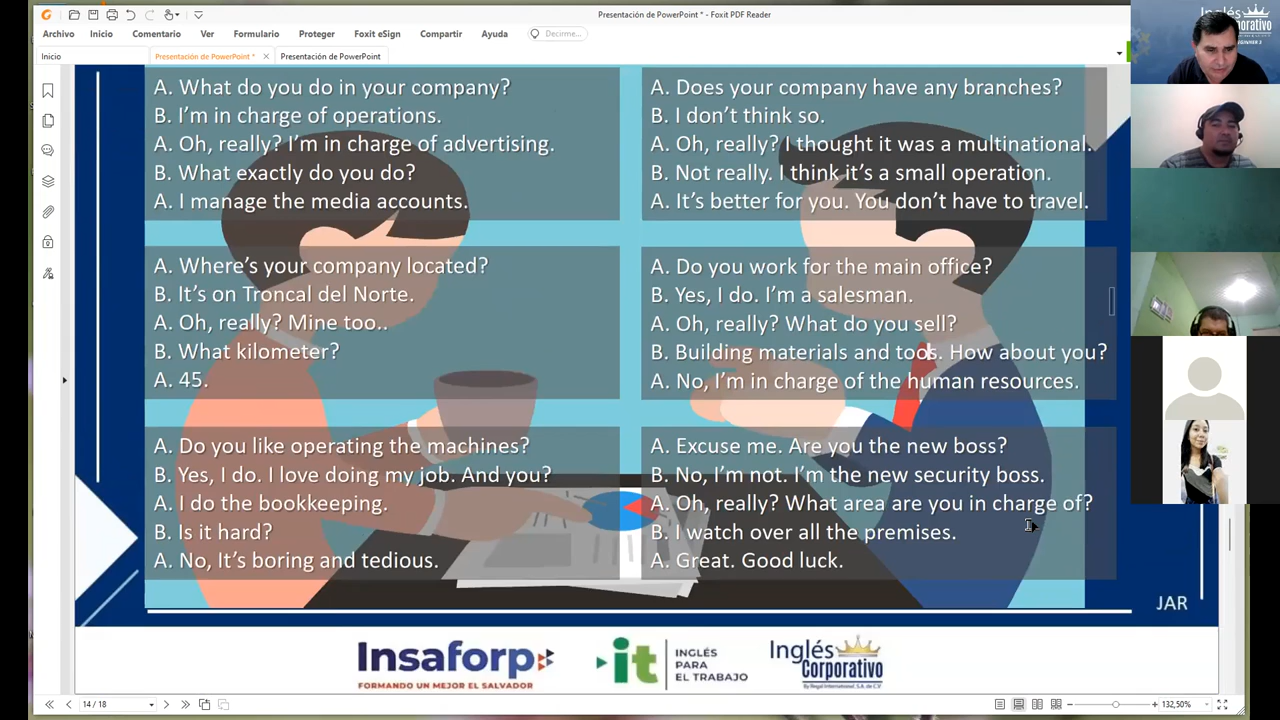 Presentación de PowerPoint * - Foxit PDF Reader
Archivo Inicio Comentario Ver Formulario Proteger Foxit eSign Compartir Ayuda Decirme...
Inicio Presentación de PowerPoint * Presentación de PowerPoint
A. What do you do in your company?
B. I'm in charge of operations.
A. Oh, really? I'm in charge of advertising.
B. What exactly do you do?
A. I manage the media accounts.
A. Does your company have any branches?
B. I don't think so.
A. Oh, really? I thought it was a multinational.
B. Not really. I think it's a small operation.
A. It's better for you. You don't have to travel.
A. Where's your company located?
B. It's on Troncal del Norte.
A. Oh, really? Mine too..
B. What kilometer?
A. 45.
A. Do you work for the main office?
B. Yes, I do. I'm a salesman.
A. Oh, really? What do you sell?
B. Building materials and toos. How about you?
A. No, I'm in charge of the human resources.
A. Do you like operating the machines?
B. Yes, I do. I love doing my job. And you?
A. I do the bookkeeping.
B. Is it hard?
A. No, It's boring and tedious.
A. Excuse me. Are you the new boss?
B. No, I'm not. I'm the new security boss.
A. Oh, really? What area are you in charge of?
B. I watch over all the premises.
A. Great. Good luck.
JAR
Insaforp
FORMANDO UN MEJOR EL SALVADOR
it
INGLÉS
PARA
EL TRABAJO
Inglés
Corporativo
14 / 18
132,50%
Inglés
Corporativo